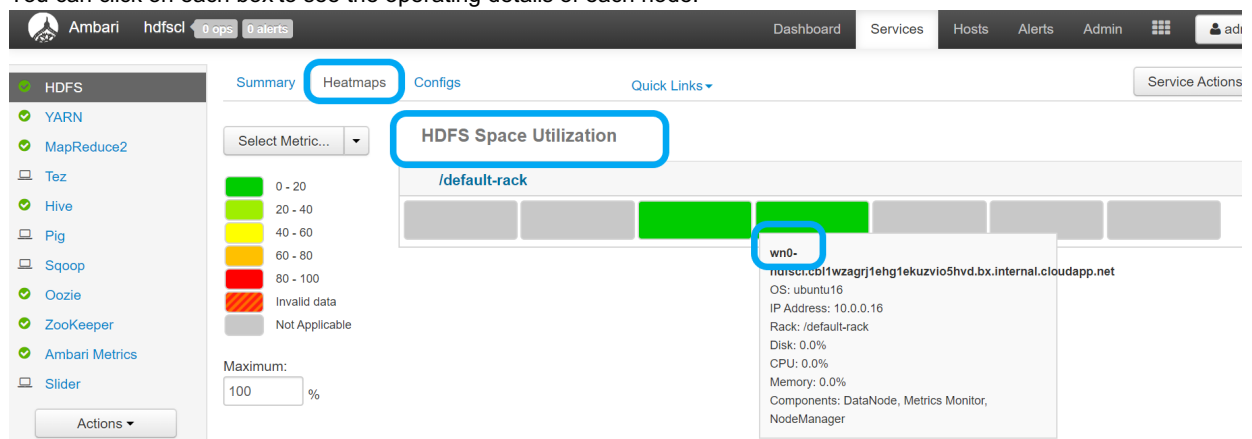 You can click on each box to see the operating details of each node.
Ambari hdfscl 0 ops 0 alerts Dashboard Services Hosts Alerts Admin
HDFS
YARN
MapReduce2
Tez
Hive
Pig
Sqoop
Oozie
ZooKeeper
Ambari Metrics
Slider
Actions
Summary Heatmaps Configs Quick Links Service Actions
Select Metric... HDFS Space Utilization
0 - 20
20 - 40
40 - 60
60 - 80
80 - 100
Invalid data
Not Applicable
Maximum:
100 %
/default-rack
wn0-
hdfscl.cbl1wzagrj1ehg1ekuzvio5hvd.bx.internal.cloudapp.net
OS: ubuntu16
IP Address: 10.0.0.16
Rack: /default-rack
Disk: 0.0%
CPU: 0.0%
Memory: 0.0%
Components: DataNode, Metrics Monitor,
NodeManager